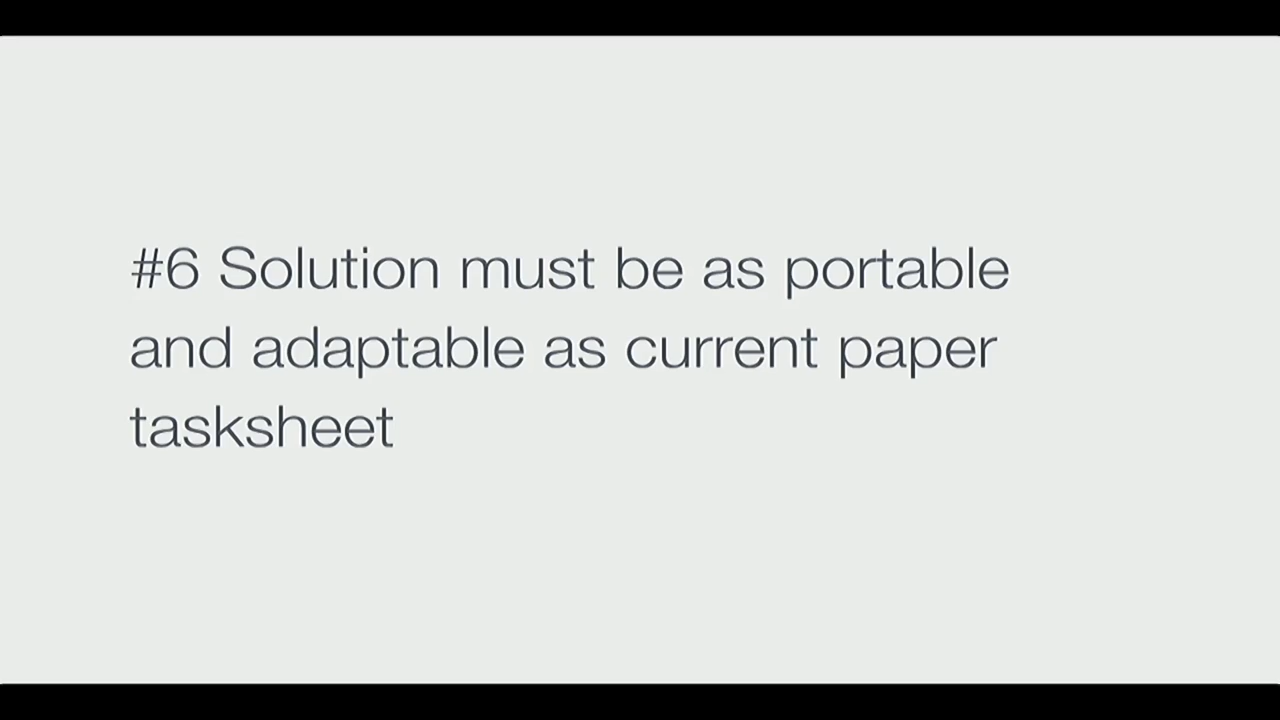 #6 Solution must be as portable
and adaptable as current paper
tasksheet